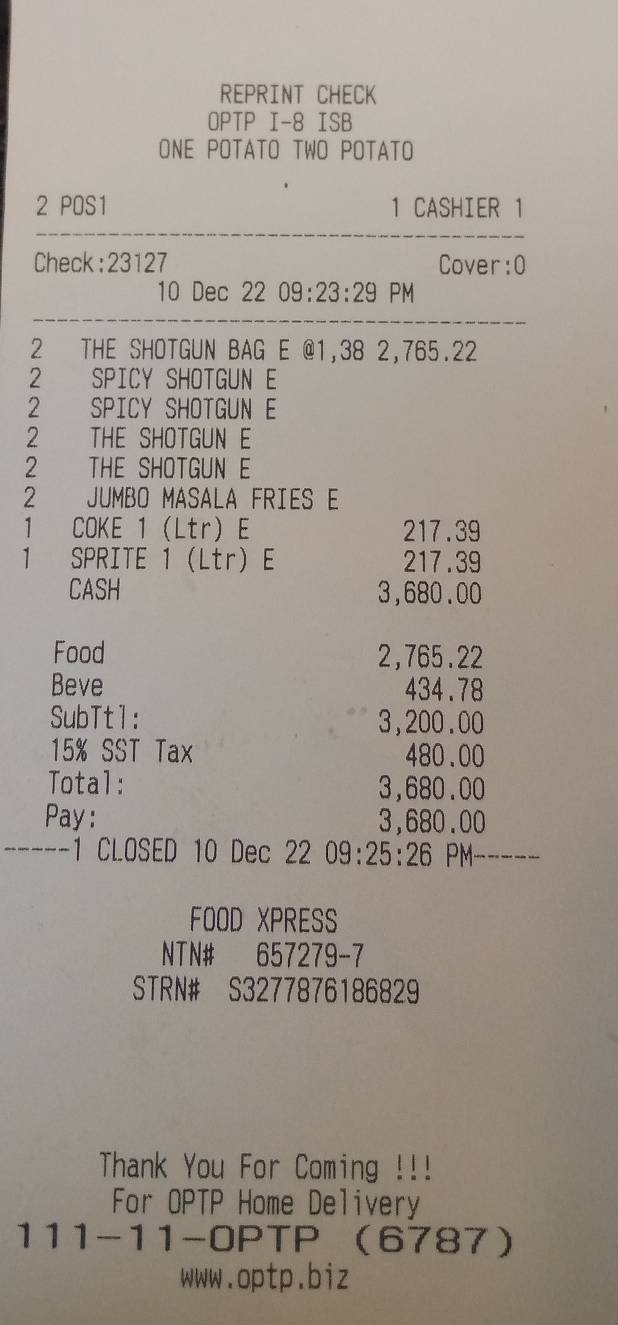 REPRINT CHECK
OPTP I-8 ISB
ONE POTATO TWO POTATO
2 POS1 1 CASHIER 1
--------------------------------------
Check:23127 Cover:0
10 Dec 22 09:23:29 PM
--------------------------------------
2 THE SHOTGUN BAG E @1,38 2,765.22
2 SPICY SHOTGUN E
2 SPICY SHOTGUN E
2 THE SHOTGUN E
2 THE SHOTGUN E
2 JUMBO MASALA FRIES E
1 COKE 1 (Ltr) E 217.39
1 SPRITE 1 (Ltr) E 217.39
CASH 3,680.00
Food 2,765.22
Beve 434.78
SubTtl: 3,200.00
15% SST Tax 480.00
Total: 3,680.00
Pay: 3,680.00
-----1 CLOSED 10 Dec 22 09:25:26 PM-----
FOOD XPRESS
NTN# 657279-7
STRN# S3277876186829
Thank You For Coming !!!
For OPTP Home Delivery
111-11-OPTP (6787)
www.optp.biz